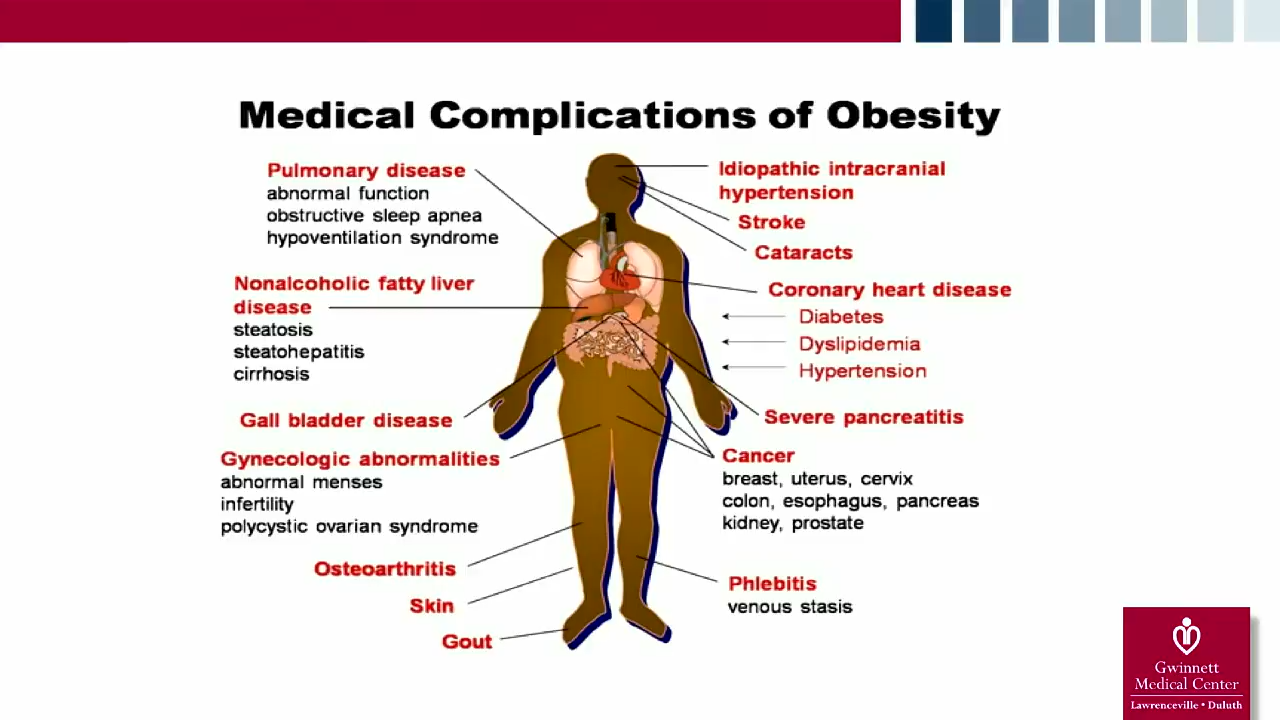 Medical Complications of Obesity
Pulmonary disease
abnormal function
obstructive sleep apnea
hypoventilation syndrome
Nonalcoholic fatty liver
disease
steatosis
steatohepatitis
cirrhosis
Gall bladder disease
Gynecologic abnormalities
abnormal menses
infertility
polycystic ovarian syndrome
Osteoarthritis
Skin
Gout
Idiopathic intracranial
hypertension
Stroke
Cataracts
Coronary heart disease
Diabetes
Dyslipidemia
Hypertension
Severe pancreatitis
Cancer
breast, uterus, cervix
colon, esophagus, pancreas
kidney, prostate
Phlebitis
venous stasis
Gwinnett
Medical Center
Lawrenceville • Duluth